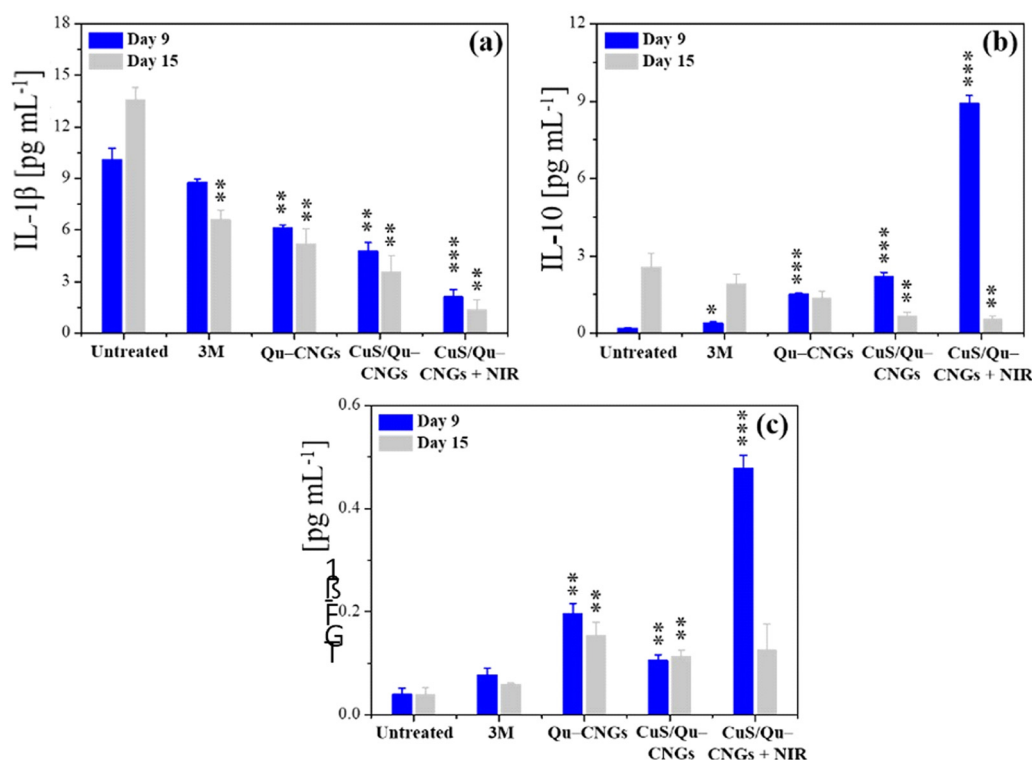 18
15
12
9
6
3
0
IL-1β [pg mL-1]
Day 9
Day 15
(a)
**
**
**
**
**
***
**
Untreated
3M
Qu–CNGs
CuS/Qu–
CNGs
CuS/Qu–
CNGs + NIR
12
9
6
3
0
IL-10 [pg mL-1]
Day 9
Day 15
(b)
*
***
***
**
***
**
Untreated
3M
Qu–CNGs
CuS/Qu–
CNGs
CuS/Qu–
CNGs + NIR
0.6
0.4
0.2
0.0
TGFβ1 [pg mL-1]
Day 9
Day 15
(c)
**
**
**
**
***
Untreated
3M
Qu–CNGs
CuS/Qu–
CNGs
CuS/Qu–
CNGs + NIR